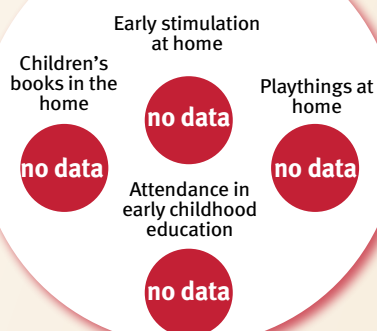 Early stimulation
at home
no data
Children's
books in the
home
no data
Playthings at
home
no data
Attendance in
early childhood
education
no data